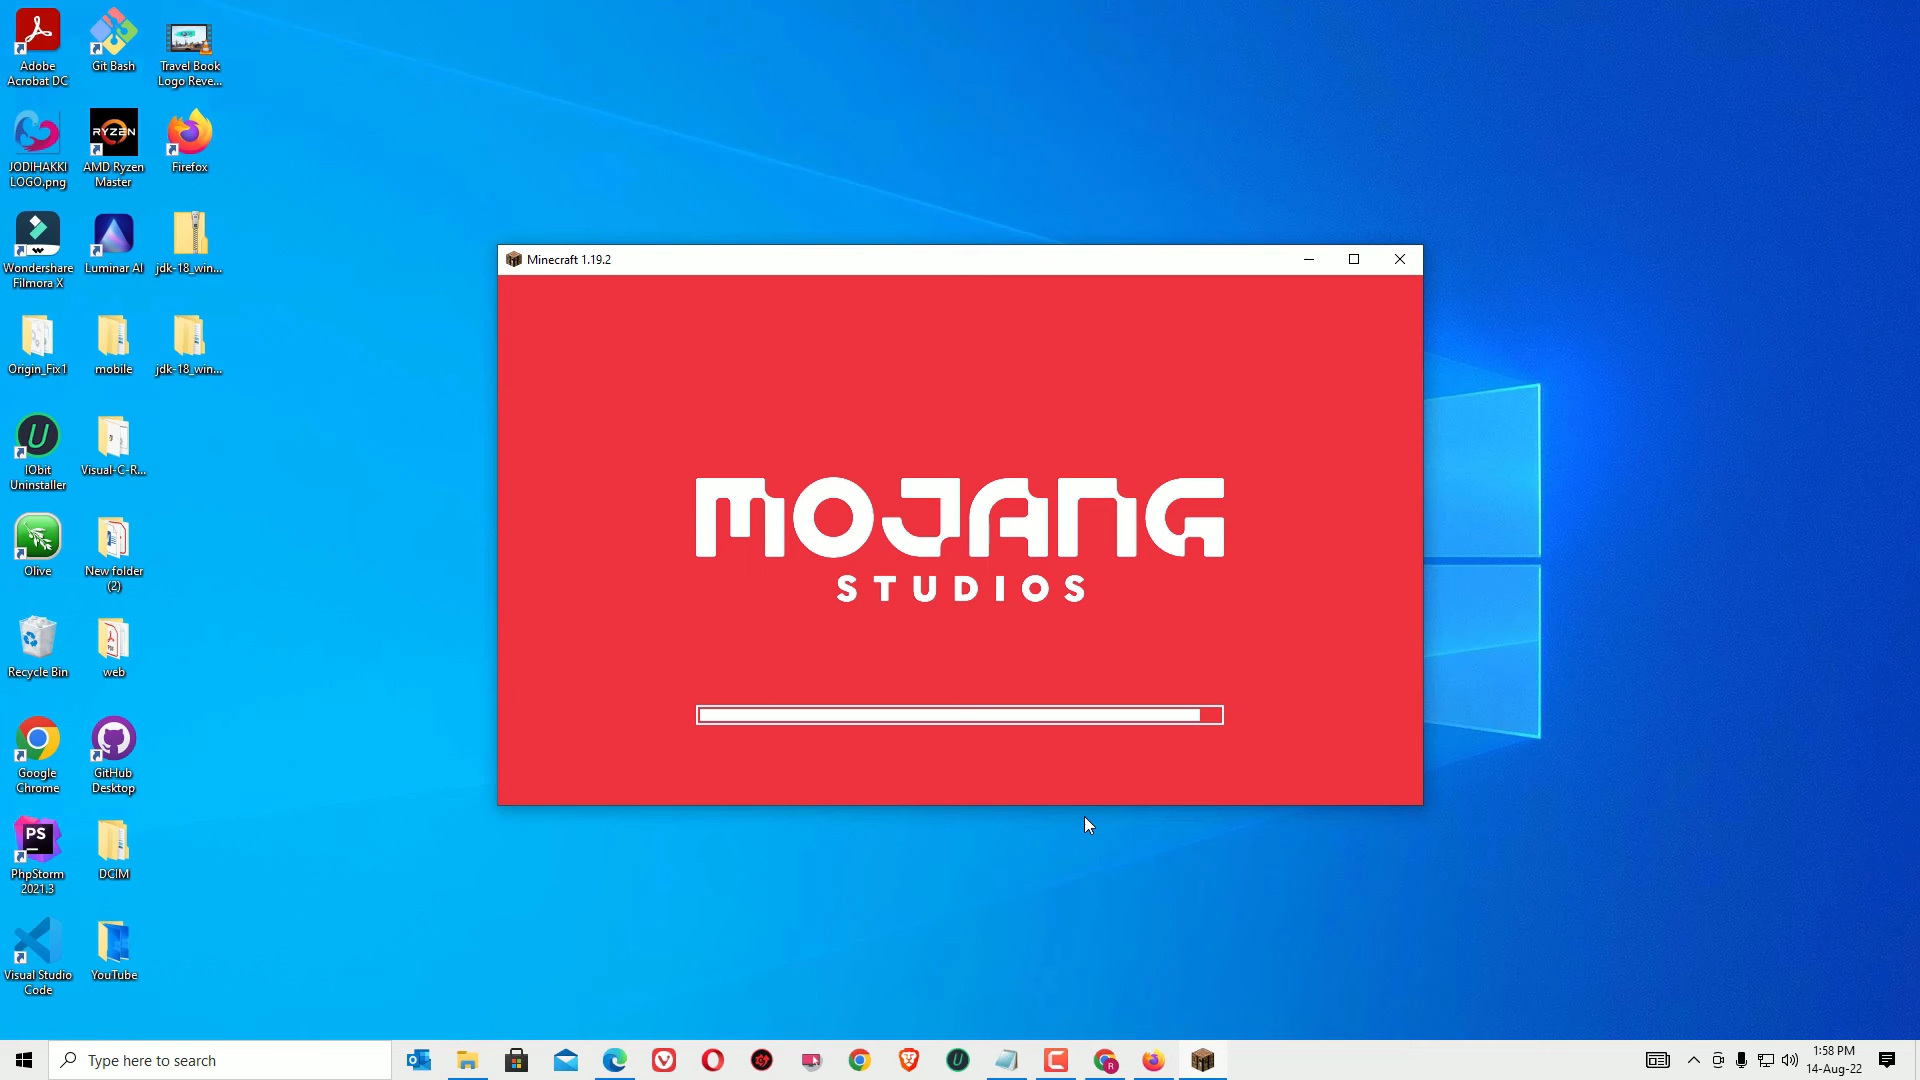 Adobe
Acrobat DC
Git Bash
Travel Book
Logo Reve...
JODIHAKKI
LOGO.png
RYZEN
AMD Ryzen
Master
Firefox
Wondershare
Filmora X
Luminar AI
jdk-18_win...
Origin_Fix1
mobile
jdk-18_win...
IObit
Uninstaller
Visual-C-R...
Olive
New folder
(2)
Recycle Bin
web
Google
Chrome
GitHub
Desktop
PS
PhpStorm
2021.3
DCIM
Visual Studio
Code
YouTube
Minecraft 1.19.2
MOJANG
STUDIOS
Type here to search
1:58 PM
14-Aug-22